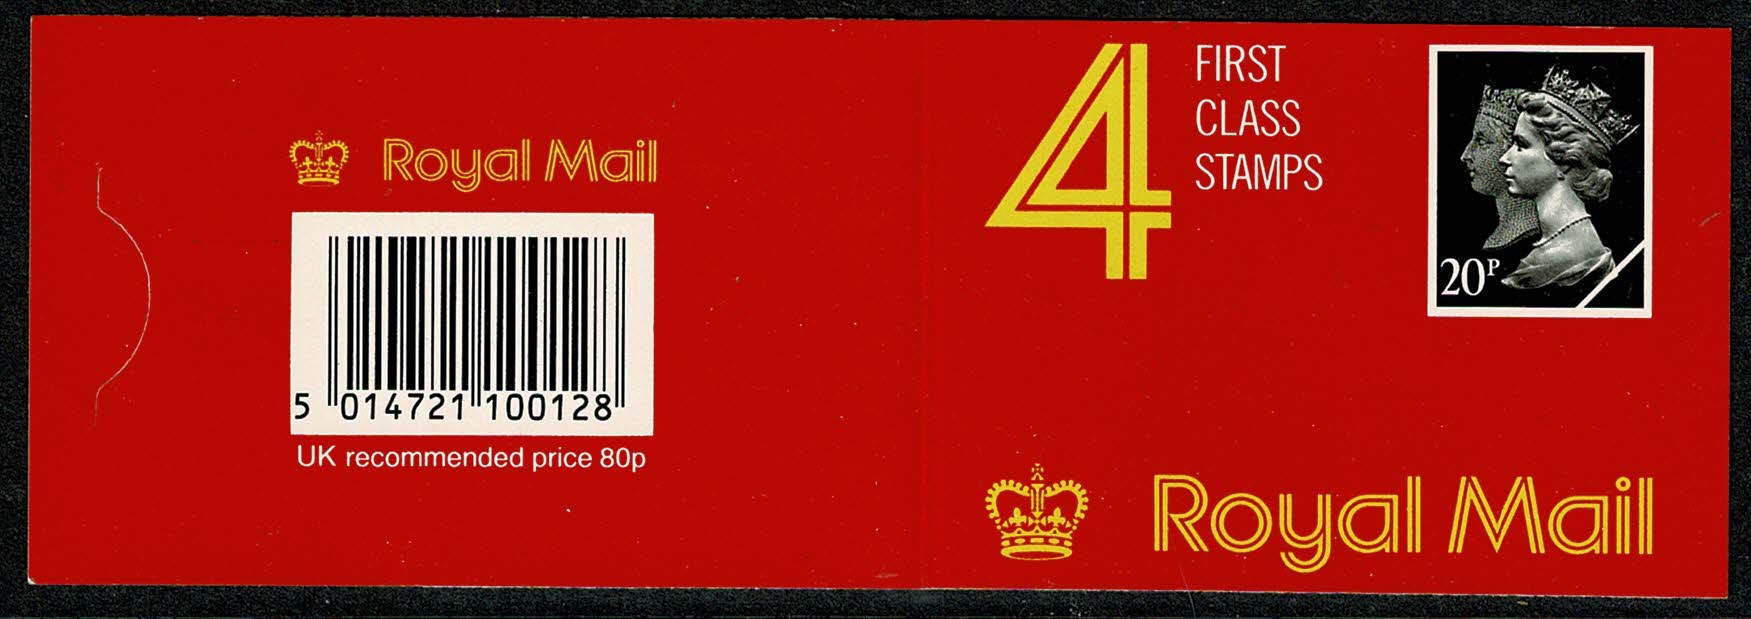 Royal Mail
5 014721 100128
UK recommended price 80p
4
FIRST
CLASS
STAMPS
20P
Royal Mail